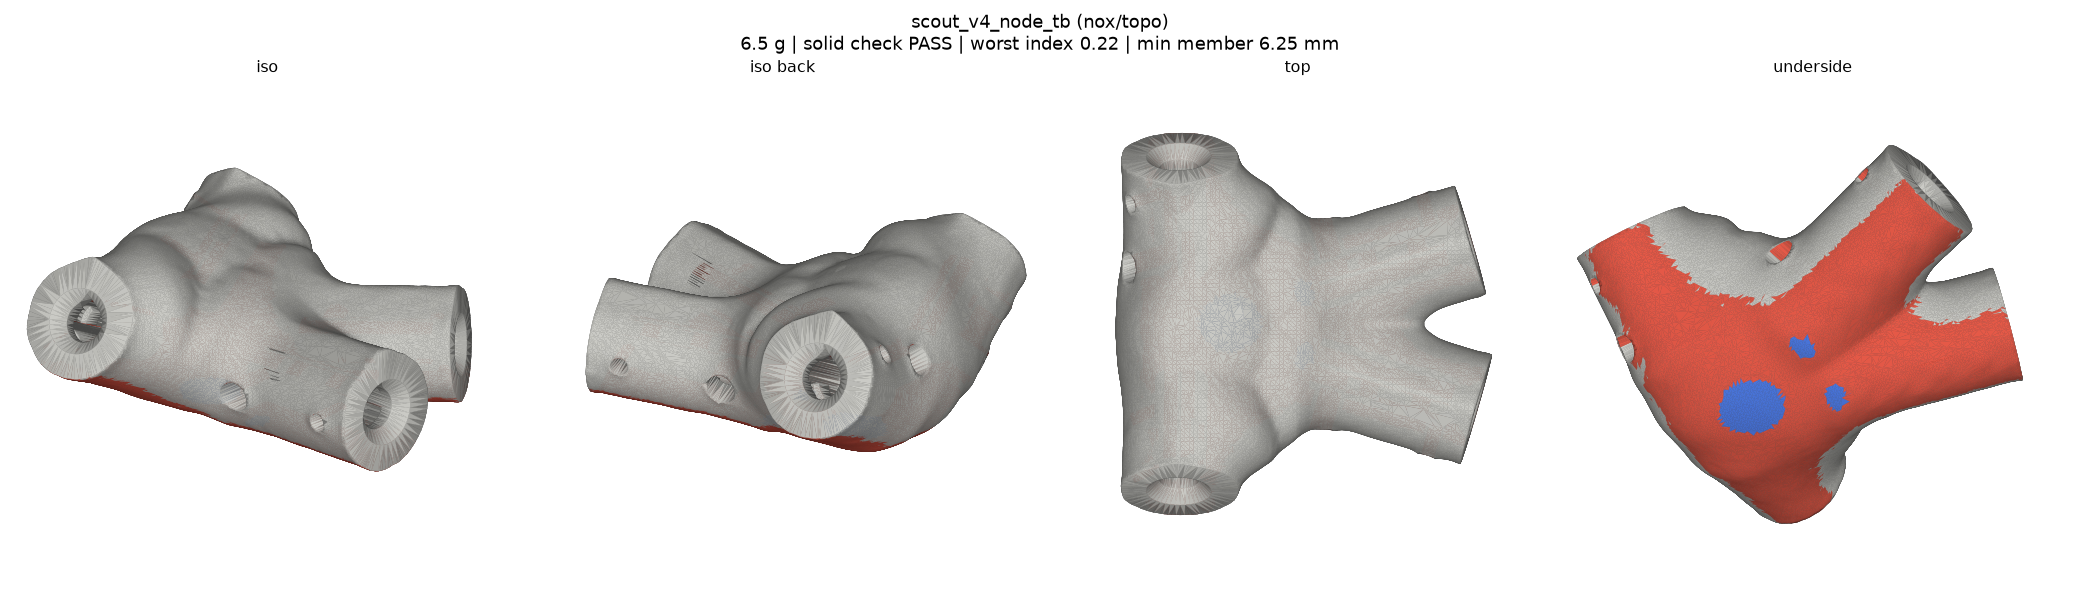 scout_v4_node_tb (nox/topo)
6.5 g | solid check PASS | worst index 0.22 | min member 6.25 mm
iso
iso back
top
underside